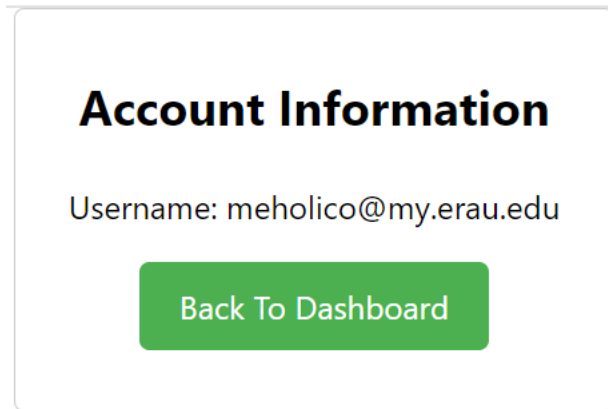 Account Information
Username: meholico@my.erau.edu
Back To Dashboard